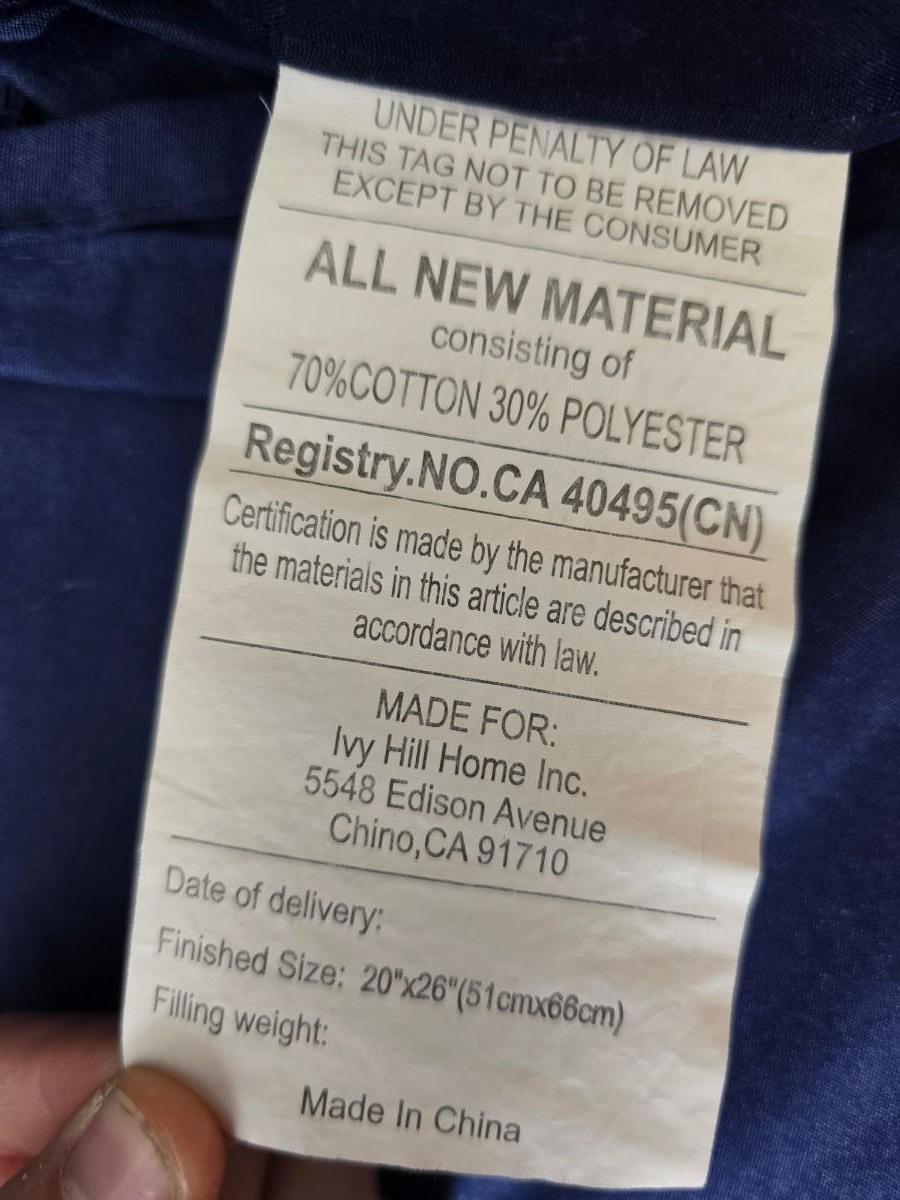 UNDER PENALTY OF LAW
THIS TAG NOT TO BE REMOVED
EXCEPT BY THE CONSUMER
ALL NEW MATERIAL
consisting of
70%COTTON 30% POLYESTER
Registry.NO.CA 40495(CN)
Certification is made by the manufacturer that
the materials in this article are described in
accordance with law.
MADE FOR:
Ivy Hill Home Inc.
5548 Edison Avenue
Chino,CA 91710
Date of delivery:
Finished Size: 20"x26"(51cmx66cm)
Filling weight:
Made In China